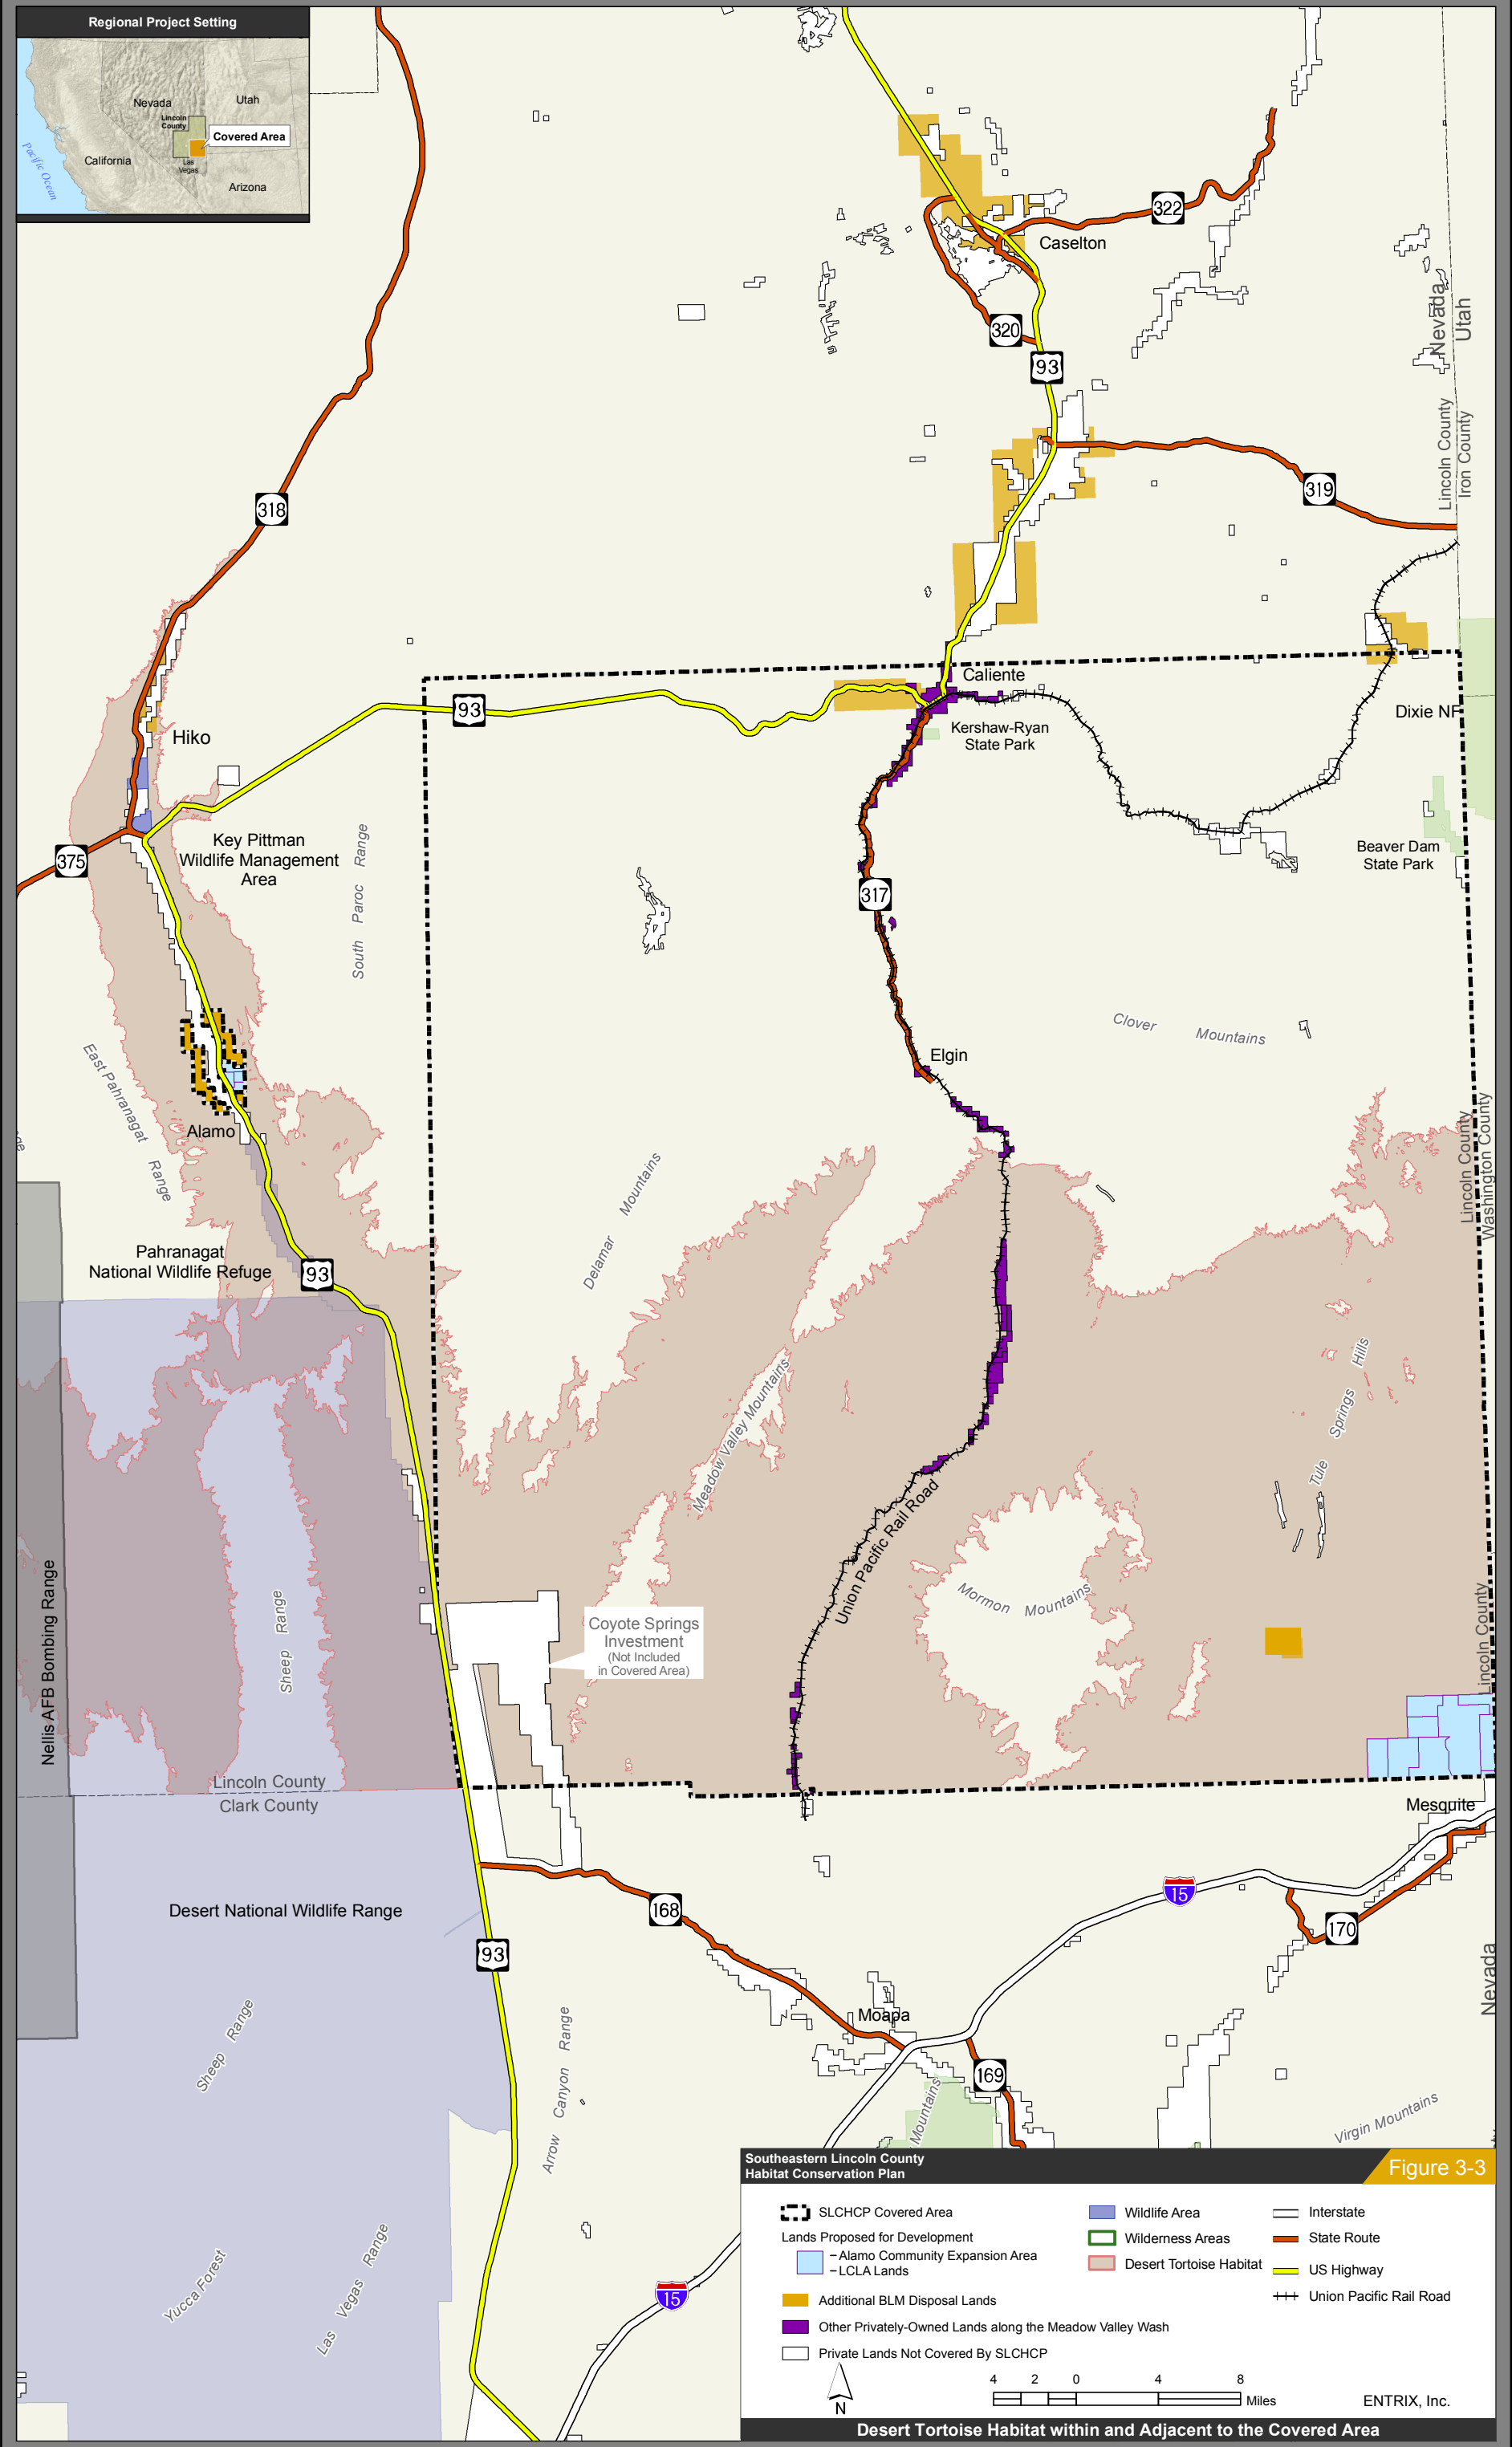 Regional Project Setting
Nevada
Utah
Lincoln
County
Covered Area
California
Las
Vegas
Arizona
Pacific Ocean
322
Caselton
320
93
Nevada
Utah
318
319
Lincoln County
Iron County
Caliente
93
Hiko
Kershaw-Ryan
State Park
Dixie NF
Key Pittman
Wildlife Management
Area
375
South Paroc Range
Beaver Dam
State Park
317
Clover Mountains
East Pahranagat Range
Elgin
Alamo
Delamar Mountains
Lincoln County
Washington County
Pahranagat
National Wildlife Refuge
93
Meadow Valley Mountains
Tule Springs Hills
Union Pacific Rail Road
Mormon Mountains
Nellis AFB Bombing Range
Sheep Range
Coyote Springs
Investment
(Not Included
in Covered Area)
Lincoln County
Lincoln County
Clark County
Mesquite
Desert National Wildlife Range
168
15
170
93
Nevada
Moapa
169
Sheep Range
Arrow Canyon Range
Mountains
Virgin Mountains
Yucca Forest
Las Vegas Range
15
Southeastern Lincoln County
Habitat Conservation Plan
Figure 3-3
SLCHCP Covered Area
Lands Proposed for Development
–Alamo Community Expansion Area
–LCLA Lands
Additional BLM Disposal Lands
Other Privately-Owned Lands along the Meadow Valley Wash
Private Lands Not Covered By SLCHCP
Wildlife Area
Wilderness Areas
Desert Tortoise Habitat
Interstate
State Route
US Highway
Union Pacific Rail Road
N
4 2 0 4 8
Miles
ENTRIX, Inc.
Desert Tortoise Habitat within and Adjacent to the Covered Area